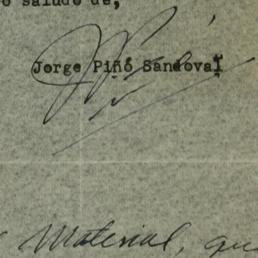 o saludo de,
Jorge Piñó Sandoval
Material, que